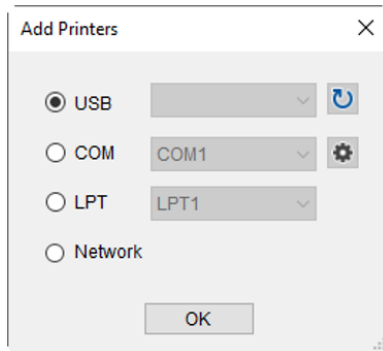 Add Printers
USB
COM COM1
LPT LPT1
Network
OK